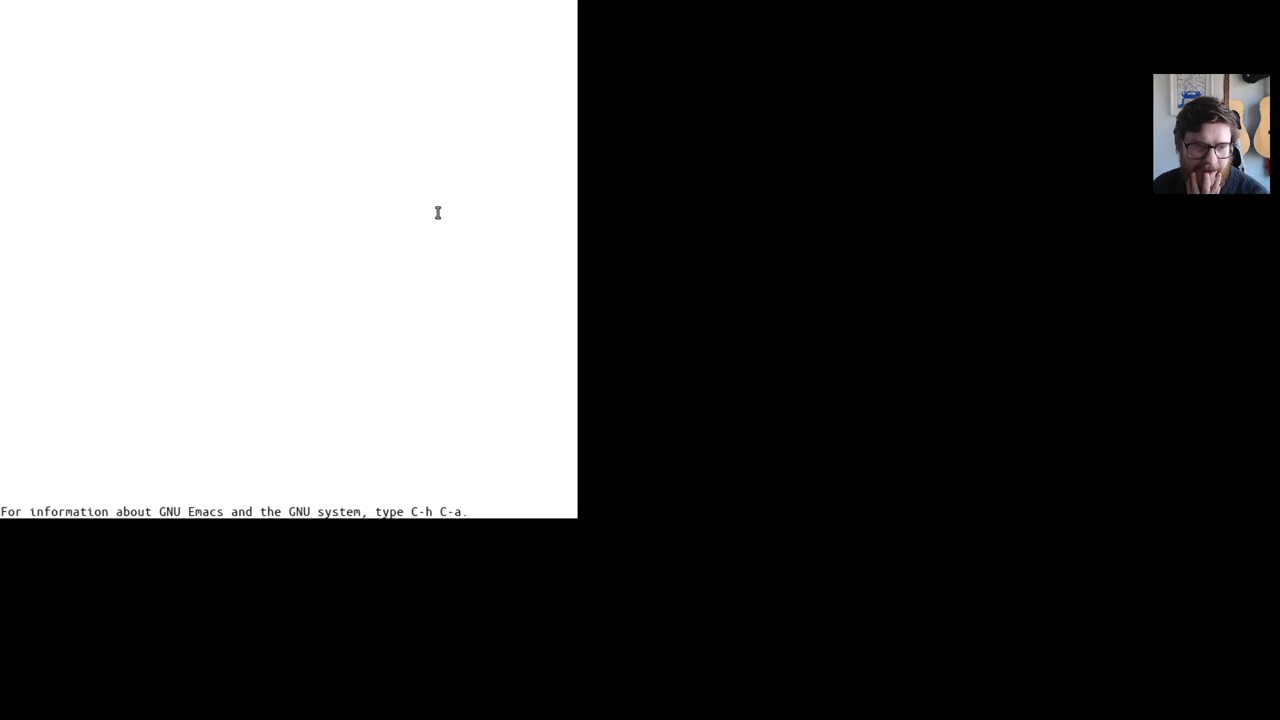 For information about GNU Emacs and the GNU system, type C-h C-a.